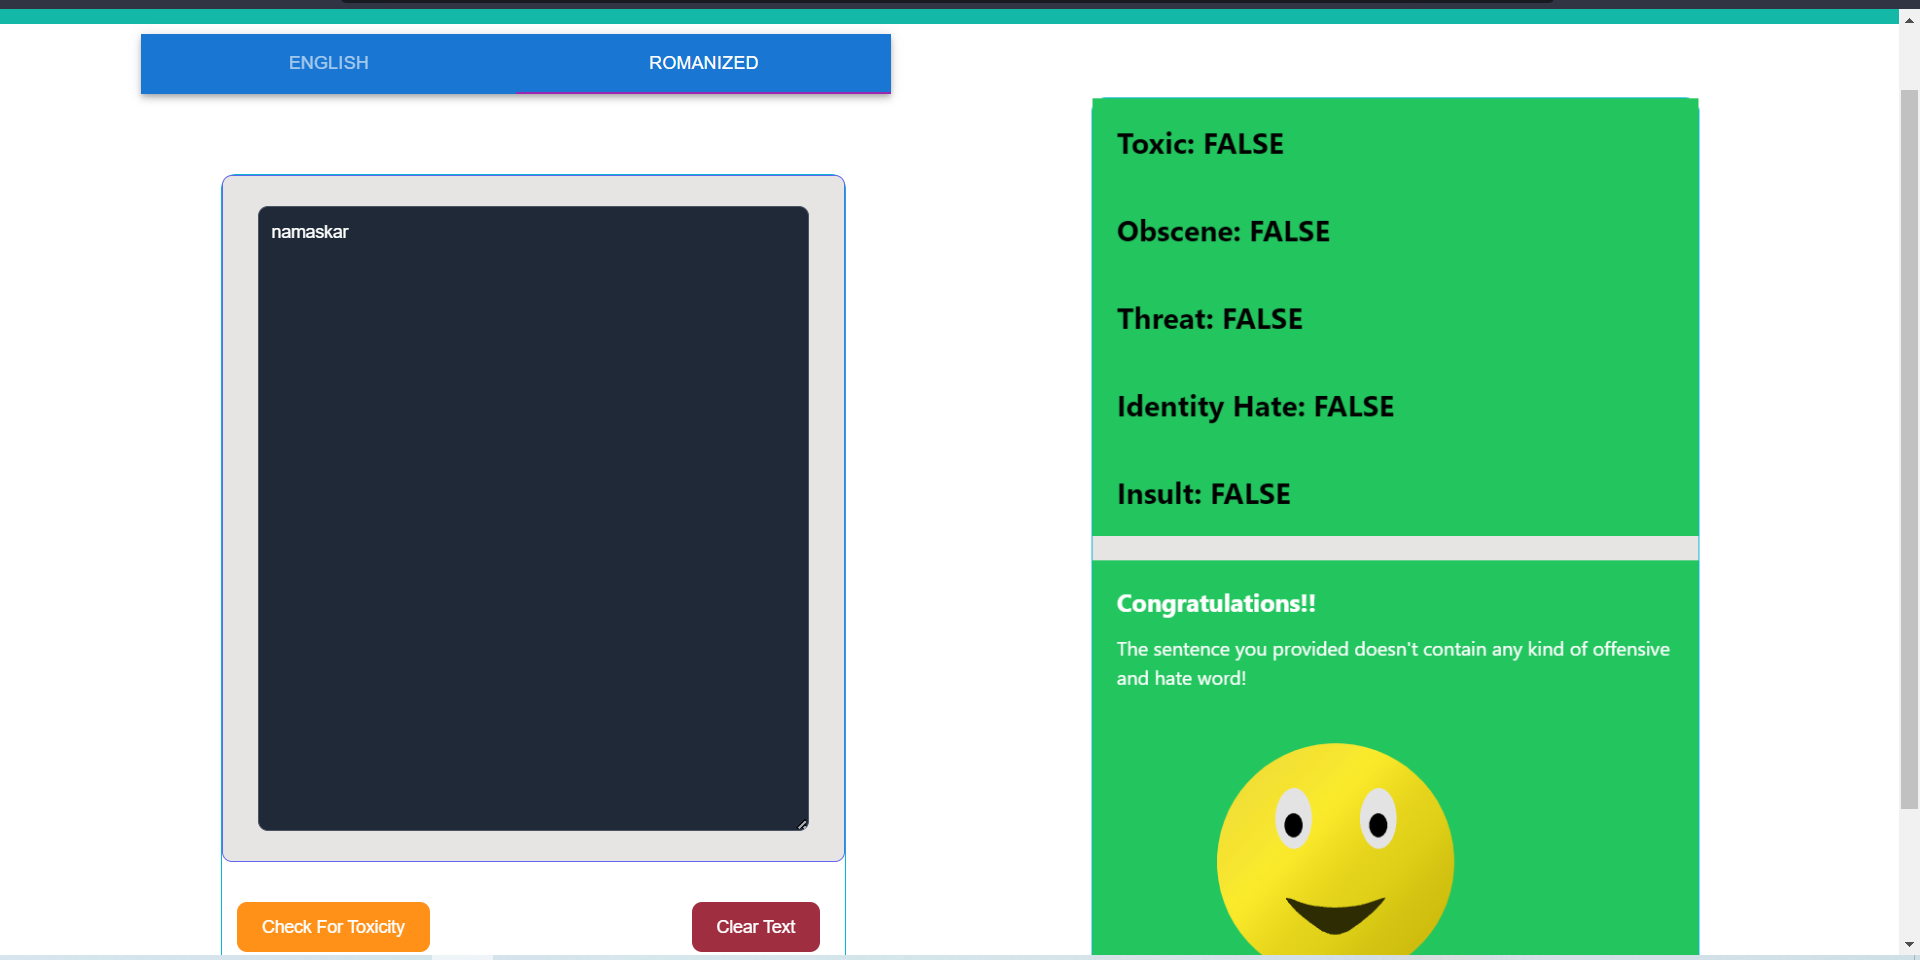 ENGLISH
ROMANIZED
namaskar
Check For Toxicity
Clear Text
Toxic: FALSE
Obscene: FALSE
Threat: FALSE
Identity Hate: FALSE
Insult: FALSE
Congratulations!!
The sentence you provided doesn't contain any kind of offensive
and hate word!